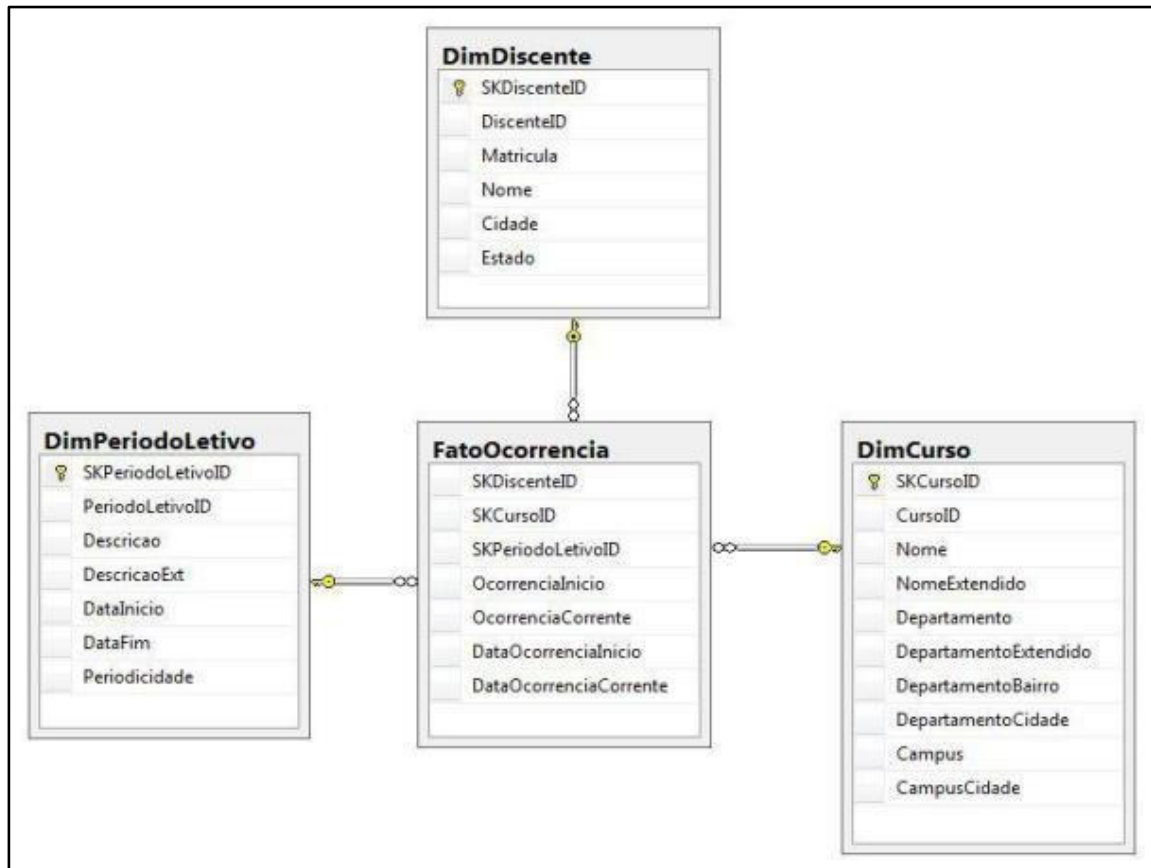 DimDiscente
SKDiscenteID
DiscenteID
Matricula
Nome
Cidade
Estado
DimPeriodoLetivo
SKPeriodoLetivoID
PeriodoLetivoID
Descricao
DescricaoExt
DataInicio
DataFim
Periodicidade
FatoOcorrencia
SKDiscenteID
SKCursoID
SKPeriodoLetivoID
OcorrenciaInicio
OcorrenciaCorrente
DataOcorrenciaInicio
DataOcorrenciaCorrente
DimCurso
SKCursoID
CursoID
Nome
NomeExtendido
Departamento
DepartamentoExtendido
DepartamentoBairro
DepartamentoCidade
Campus
CampusCidade